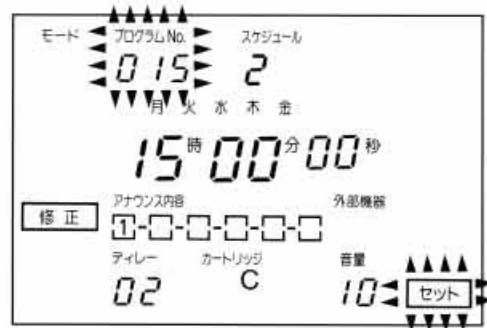 モード プログラムNo. スケジュール
015 2
月 火 水 木 金
15時00分00秒
アナウンス内容 外部機器
修正 1-□-□-□-□-□
ディレー カートリッジ 音量
02 C 10 セット